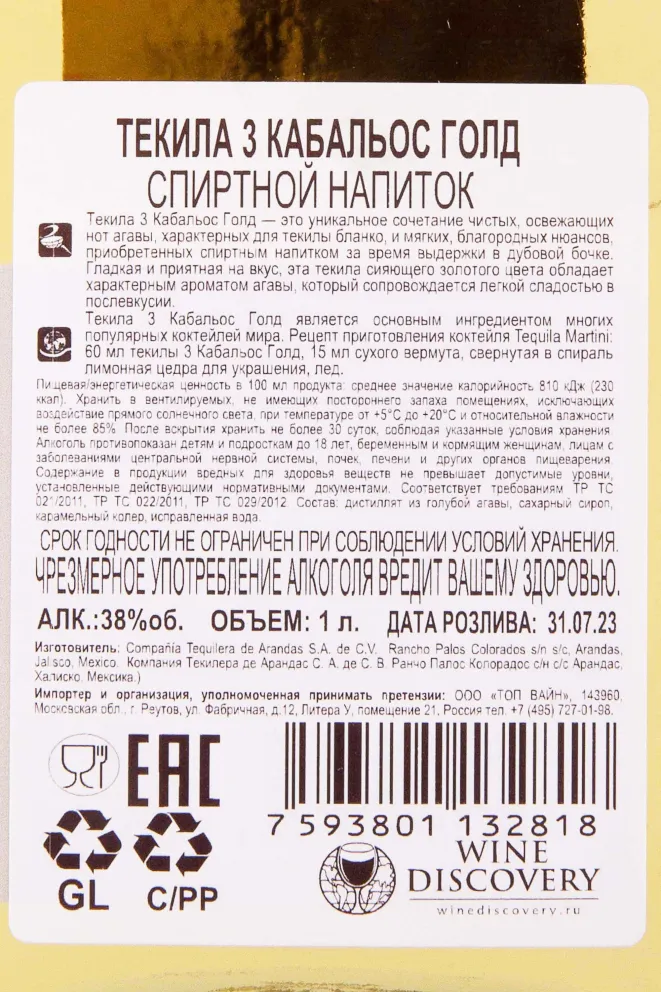 ТЕКИЛА 3 КАБАЛЬОС ГОЛД
СПИРТНОЙ НАПИТОК
Текила 3 Кабальос Голд — это уникальное сочетание чистых, освежающих
нот агавы, характерных для текилы бланко, и мягких, благородных нюансов,
приобретенных спиртным напитком за время выдержки в дубовой бочке.
Гладкая и приятная на вкус, эта текила сияющего золотого цвета обладает
характерным ароматом агавы, который сопровождается легкой сладостью в
послевкусии.
Текила 3 Кабальос Голд является основным ингредиентом многих
популярных коктейлей мира. Рецепт приготовления коктейля Tequila Martini:
60 мл текилы 3 Кабальос Голд, 15 мл сухого вермута, свернутая в спираль
лимонная цедра для украшения, лед.
Пищевая/энергетическая ценность в 100 мл продукта: среднее значение калорийность 810 кДж (230
ккал). Хранить в вентилируемых, не имеющих постороннего запаха помещениях, исключающих
воздействие прямого солнечного света, при температуре от +5°С до +20°С и относительной влажности
не более 85%. После вскрытия хранить не более 30 суток, соблюдая указанные условия хранения.
Алкоголь противопоказан детям и подросткам до 18 лет, беременным и кормящим женщинам, лицам с
заболеваниями центральной нервной системы, почек, печени и других органов пищеварения.
Содержание в продукции вредных для здоровья веществ не превышает допустимые уровни,
установленные действующими нормативными документами. Соответствует требованиям ТР ТС
021/2011, ТР ТС 022/2011, ТР ТС 029/2012. Состав: дистиллят из голубой агавы, сахарный сироп,
карамельный колер, исправленная вода.
СРОК ГОДНОСТИ НЕ ОГРАНИЧЕН ПРИ СОБЛЮДЕНИИ УСЛОВИЙ ХРАНЕНИЯ.
ЧРЕЗМЕРНОЕ УПОТРЕБЛЕНИЕ АЛКОГОЛЯ ВРЕДИТ ВАШЕМУ ЗДОРОВЬЮ.
АЛК.:38%об. ОБЪЕМ: 1 л. ДАТА РОЗЛИВА: 31.07.23
Изготовитель: Compañía Tequilera de Arandas S.A. de C.V. Rancho Palos Colorados s/n s/c, Arandas,
Jalisco, Mexico. Компания Текилера де Арандас С. А. де С. В. Ранчо Палос Колорадос с/н с/с Арандас,
Халиско, Мексика.)
Импортер и организация, уполномоченная принимать претензии: ООО «ТОП ВАЙН», 143960,
Московская обл., г. Реутов, ул. Фабричная, д.12, Литера У, помещение 21, Россия тел. +7 (495) 727-01-98.
EAC
7 593801 132818
GL
C/PP
WINE
DISCOVERY
winediscovery.ru